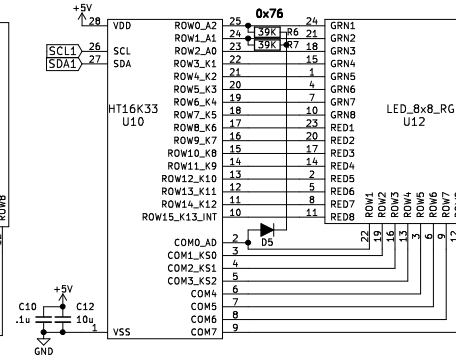 +5V
0x76
28 VDD ROW0_A2 25 39K R6 24 GRN1
ROW1_A1 24 39K R7 21 GRN2
SCL1 26 SCL ROW2_A0 23 18 GRN3
SDA1 27 SDA ROW3_K1 22 15 GRN4
ROW4_K2 21 1 GRN5
ROW5_K3 20 4 GRN6
ROW6_K4 19 7 GRN7
HT16K33 ROW7_K5 18 10 GRN8 LED_8x8_RG
U10 ROW8_K6 17 23 RED1 U12
ROW9_K7 16 20 RED2
ROW10_K8 15 17 RED3
ROW11_K9 14 14 RED4
ROW12_K10 13 2 RED5
ROW13_K11 12 5 RED6
ROW14_K12 11 8 RED7
ROW15_K13_INT 10 11 RED8
ROW8
ROW1 ROW2 ROW3 ROW4 ROW5 ROW6 ROW7
22 19 16 13 3 6 9 12
COM0_AD 2 D5
COM1_KS0 3
COM2_KS1 4
COM3_KS2 5
COM4 6
COM5 7
COM6 8
COM7 9
+5V
C10 C12
.1u 10u
1 VSS
GND